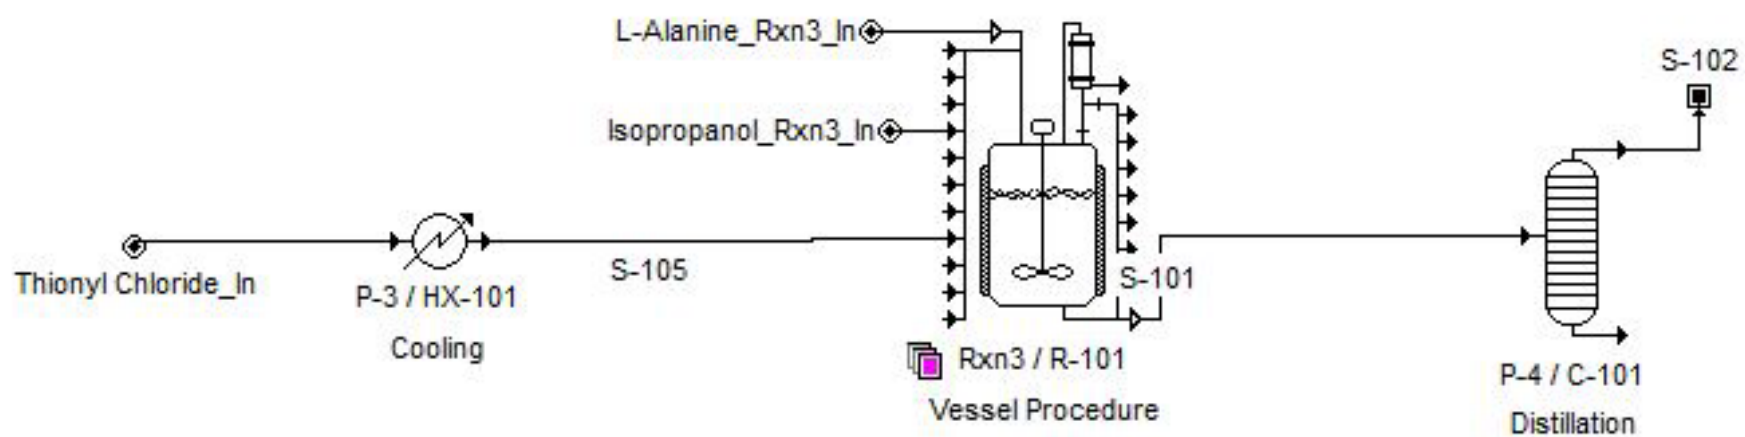 L-Alanine_Rxn3_In
S-102
Isopropanol_Rxn3_In
Thionyl Chloride_In
S-105
S-101
P-3 / HX-101
Cooling
Rxn3 / R-101
Vessel Procedure
P-4 / C-101
Distillation